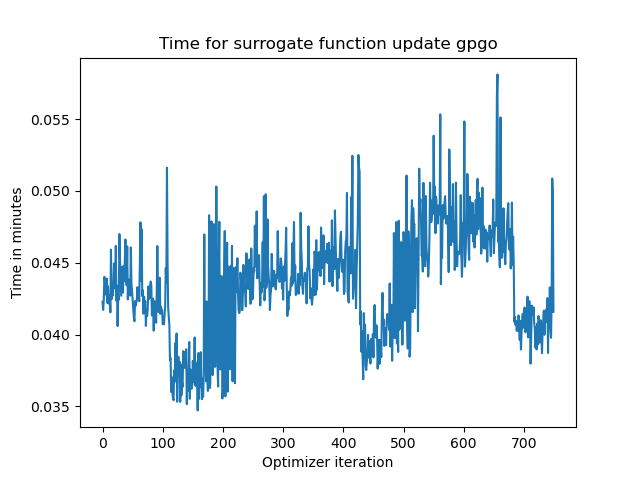 Time for surrogate function update gpgo
0.055
0.050
0.045
0.040
0.035
Time in minutes
0 100 200 300 400 500 600 700
Optimizer iteration